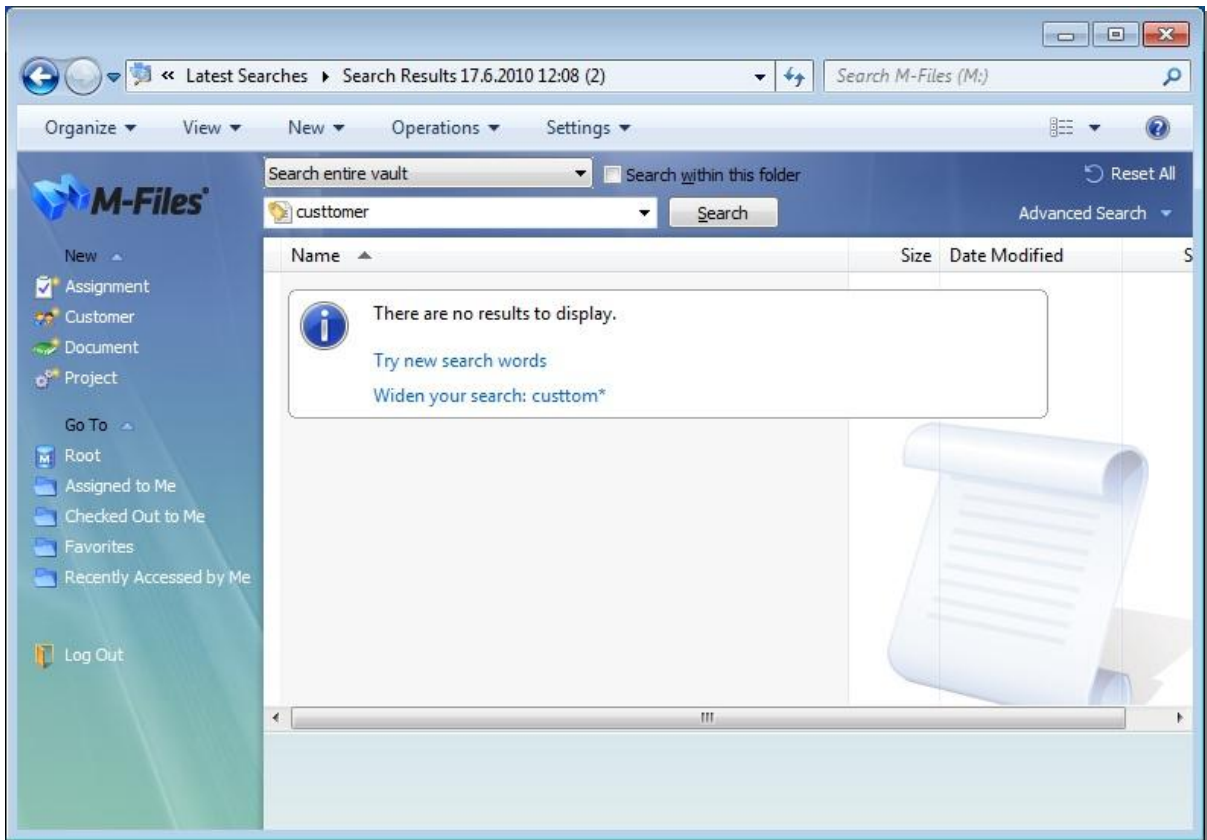 « Latest Searches ▸ Search Results 17.6.2010 12:08 (2)
Search M-Files (M:)
Organize View New Operations Settings
M-Files
Search entire vault
Search within this folder
Reset All
custtomer
Search
Advanced Search
New
Assignment
Customer
Document
Project
Go To
Root
Assigned to Me
Checked Out to Me
Favorites
Recently Accessed by Me
Log Out
Name Size Date Modified S
There are no results to display.
Try new search words
Widen your search: custtom*